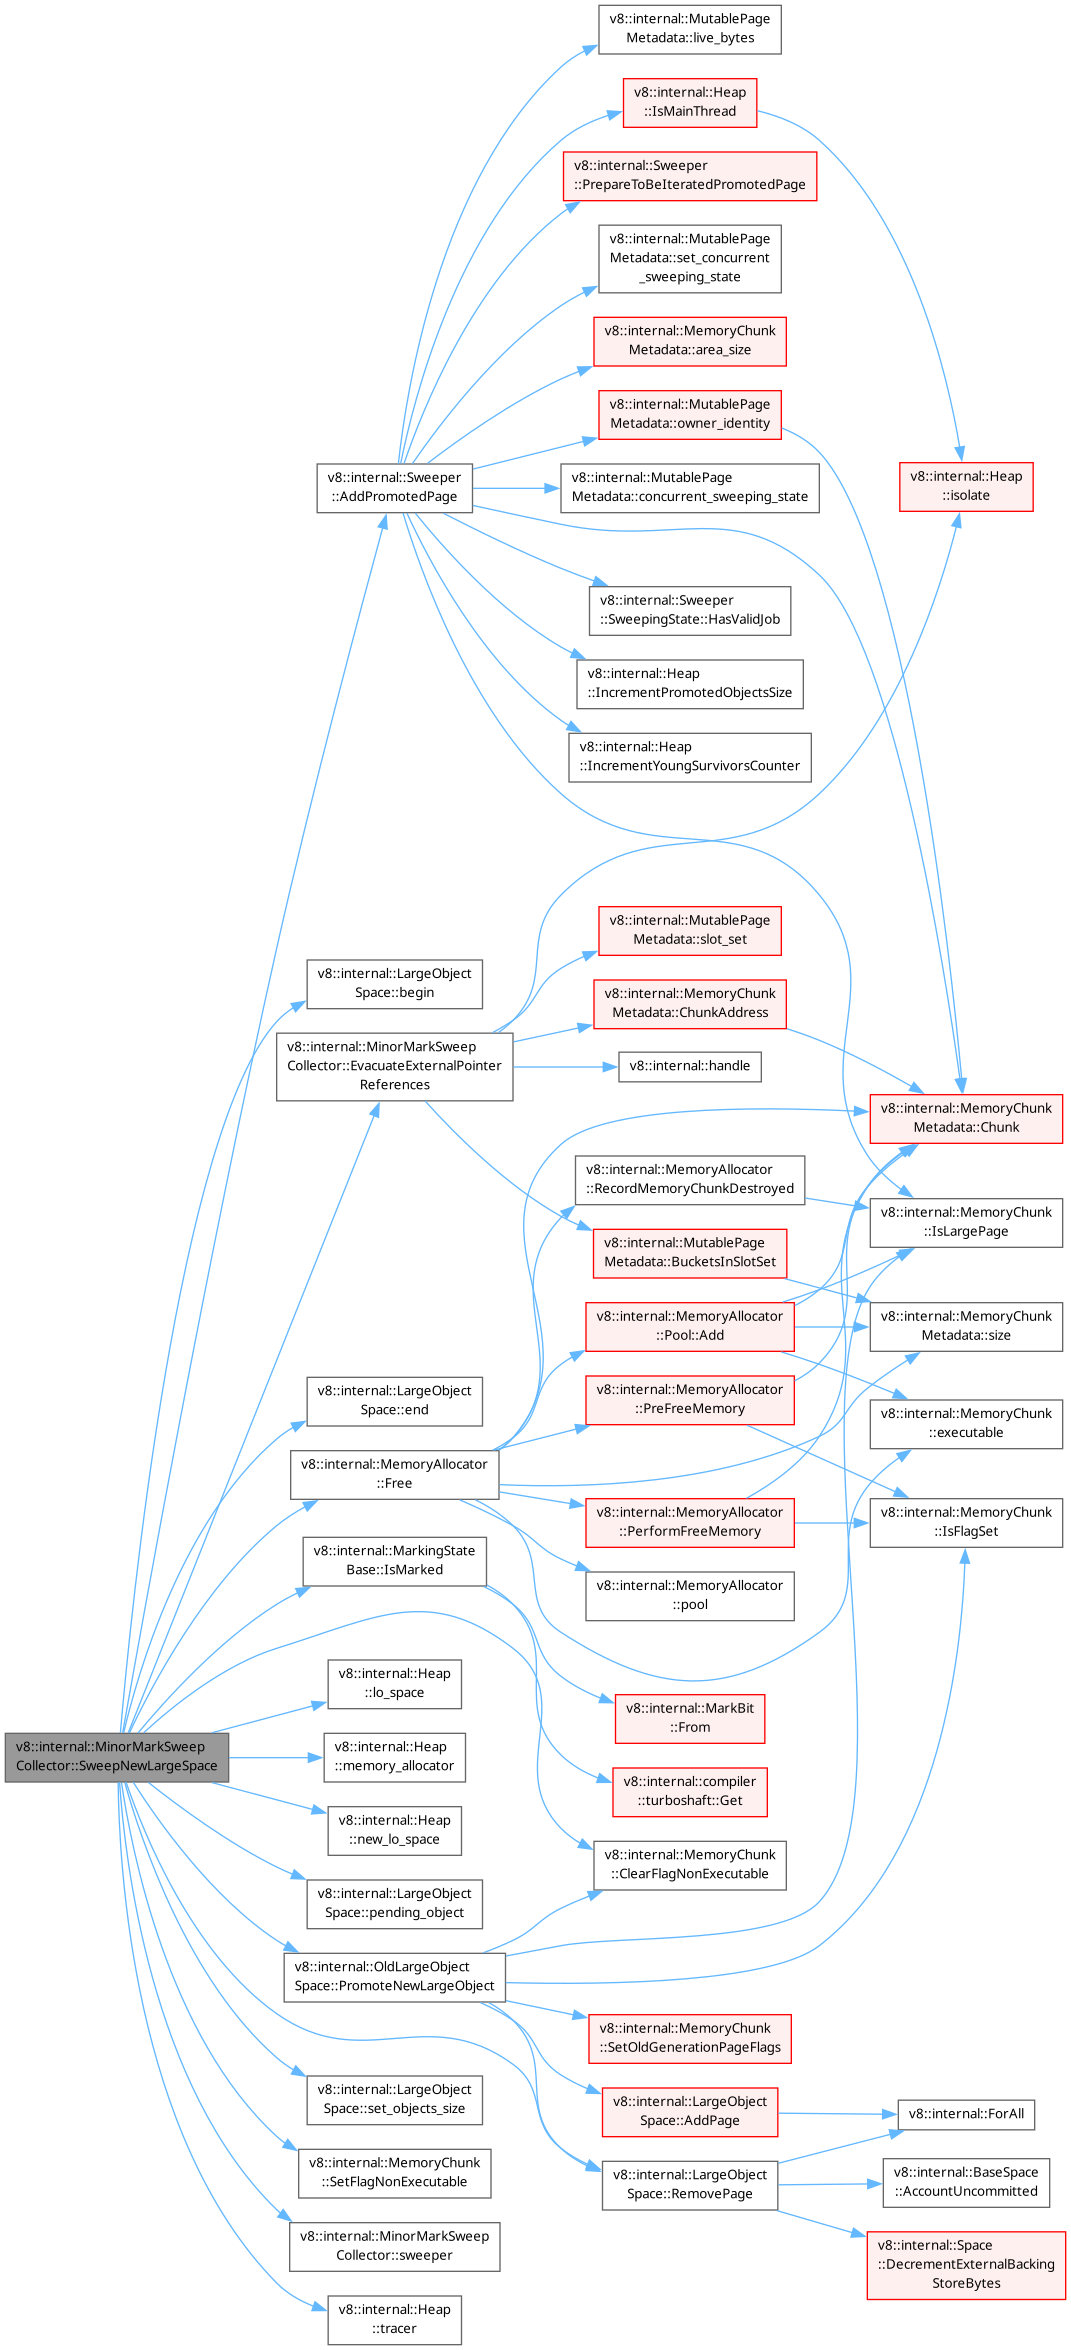 v8::internal::MutablePage
Metadata::live_bytes
v8::internal::Heap
::IsMainThread
v8::internal::Sweeper
::PrepareToBeIteratedPromotedPage
v8::internal::MutablePage
Metadata::set_concurrent
_sweeping_state
v8::internal::MemoryChunk
Metadata::area_size
v8::internal::MutablePage
Metadata::owner_identity
v8::internal::Sweeper
::AddPromotedPage
v8::internal::MutablePage
Metadata::concurrent_sweeping_state
v8::internal::Heap
::isolate
v8::internal::Sweeper
::SweepingState::HasValidJob
v8::internal::Heap
::IncrementPromotedObjectsSize
v8::internal::Heap
::IncrementYoungSurvivorsCounter
v8::internal::MutablePage
Metadata::slot_set
v8::internal::LargeObject
Space::begin
v8::internal::MemoryChunk
Metadata::ChunkAddress
v8::internal::MinorMarkSweep
Collector::EvacuateExternalPointer
References
v8::internal::handle
v8::internal::MemoryChunk
Metadata::Chunk
v8::internal::MemoryAllocator
::RecordMemoryChunkDestroyed
v8::internal::MemoryChunk
::IsLargePage
v8::internal::MutablePage
Metadata::BucketsInSlotSet
v8::internal::MemoryAllocator
::Pool::Add
v8::internal::MemoryChunk
Metadata::size
v8::internal::LargeObject
Space::end
v8::internal::MemoryAllocator
::PreFreeMemory
v8::internal::MemoryChunk
::executable
v8::internal::MemoryAllocator
::Free
v8::internal::MemoryAllocator
::PerformFreeMemory
v8::internal::MemoryChunk
::IsFlagSet
v8::internal::MarkingState
Base::IsMarked
v8::internal::MemoryAllocator
::pool
v8::internal::Heap
::lo_space
v8::internal::MarkBit
::From
v8::internal::MinorMarkSweep
Collector::SweepNewLargeSpace
v8::internal::Heap
::memory_allocator
v8::internal::compiler
::turboshaft::Get
v8::internal::Heap
::new_lo_space
v8::internal::MemoryChunk
::ClearFlagNonExecutable
v8::internal::LargeObject
Space::pending_object
v8::internal::OldLargeObject
Space::PromoteNewLargeObject
v8::internal::MemoryChunk
::SetOldGenerationPageFlags
v8::internal::LargeObject
Space::set_objects_size
v8::internal::LargeObject
Space::AddPage
v8::internal::ForAll
v8::internal::MemoryChunk
::SetFlagNonExecutable
v8::internal::LargeObject
Space::RemovePage
v8::internal::BaseSpace
::AccountUncommitted
v8::internal::MinorMarkSweep
Collector::sweeper
v8::internal::Space
::DecrementExternalBacking
StoreBytes
v8::internal::Heap
::tracer